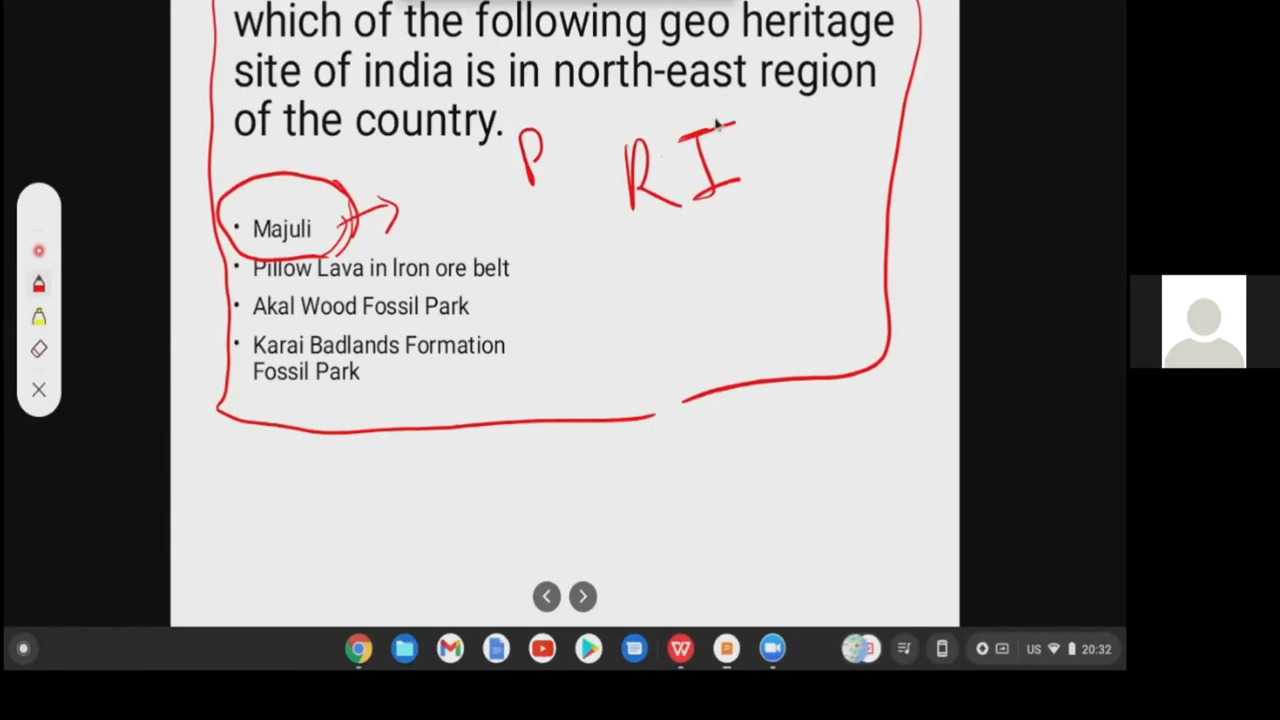 which of the following geo heritage
site of india is in north-east region
of the country.
P RI
• Majuli
• Pillow Lava in Iron ore belt
• Akal Wood Fossil Park
• Karai Badlands Formation
Fossil Park
US 20:32